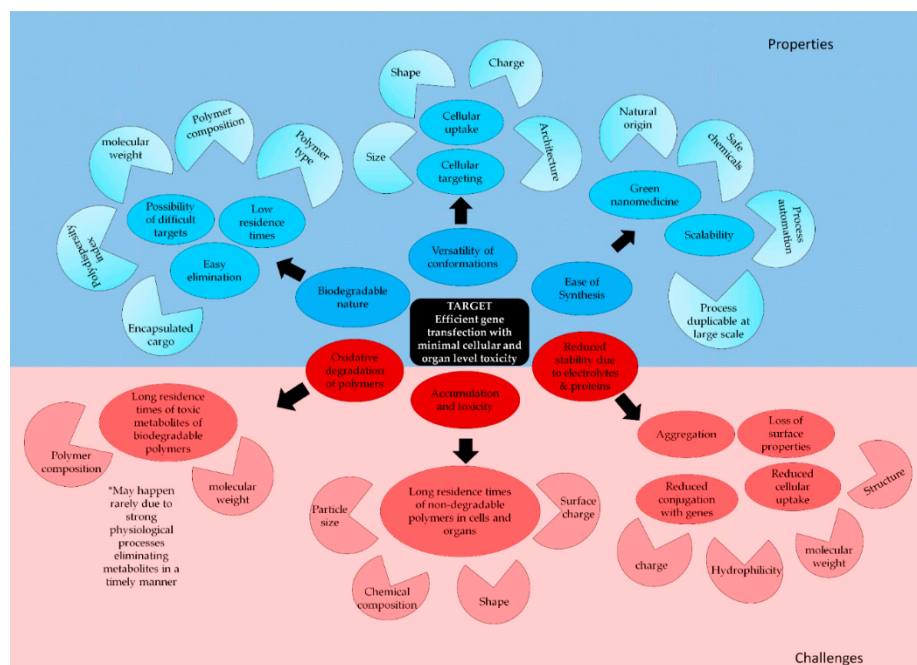 Properties
Shape
Charge
Cellular
uptake
Size
Cellular
targeting
Architecture
Versatility of
conformations
molecular
weight
Polymer
composition
Polymer
type
Possibility
of difficult
targets
Low
residence
times
Polydispersity
index
Easy
elimination
Encapsulated
cargo
Biodegradable
nature
Natural
origin
Safe
chemicals
Green
nanomedicine
Scalability
Process
automation
Process
duplicable at
large scale
Ease of
Synthesis
TARGET
Efficient gene
transfection with
minimal cellular and
organ level toxicity
Oxidative
degradation
of polymers
Accumulation
and toxicity
Reduced
stability due
to electrolytes
& proteins
Long residence
times of toxic
metabolites of
biodegradable
polymers
Polymer
composition
molecular
weight
*May happen
rarely due to
strong
physiological
processes
eliminating
metabolites in a
timely manner
Particle
size
Long residence times
of non-degradable
polymers in cells and
organs
Surface
charge
Chemical
composition
Shape
Aggregation
Loss of
surface
properties
Reduced
conjugation
with genes
Reduced
cellular
uptake
Structure
charge
Hydrophilicity
molecular
weight
Challenges